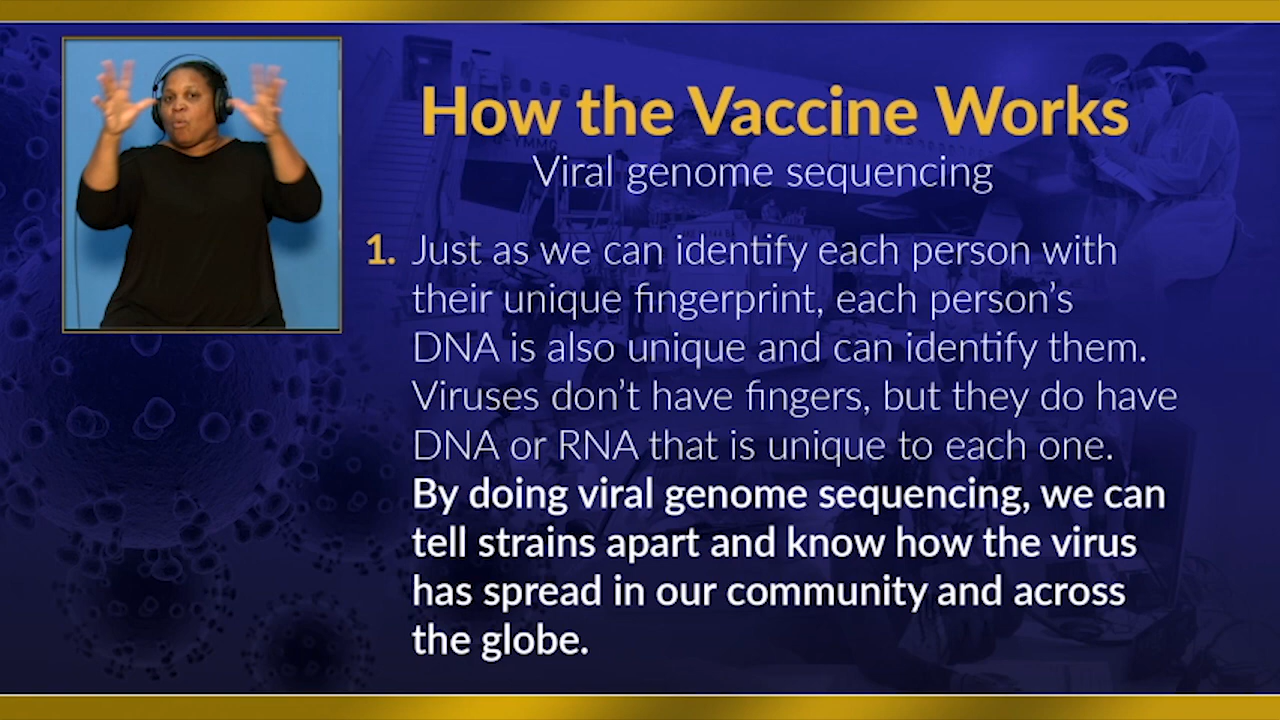 How the Vaccine Works
Viral genome sequencing
1. Just as we can identify each person with
their unique fingerprint, each person's
DNA is also unique and can identify them.
Viruses don't have fingers, but they do have
DNA or RNA that is unique to each one.
By doing viral genome sequencing, we can
tell strains apart and know how the virus
has spread in our community and across
the globe.